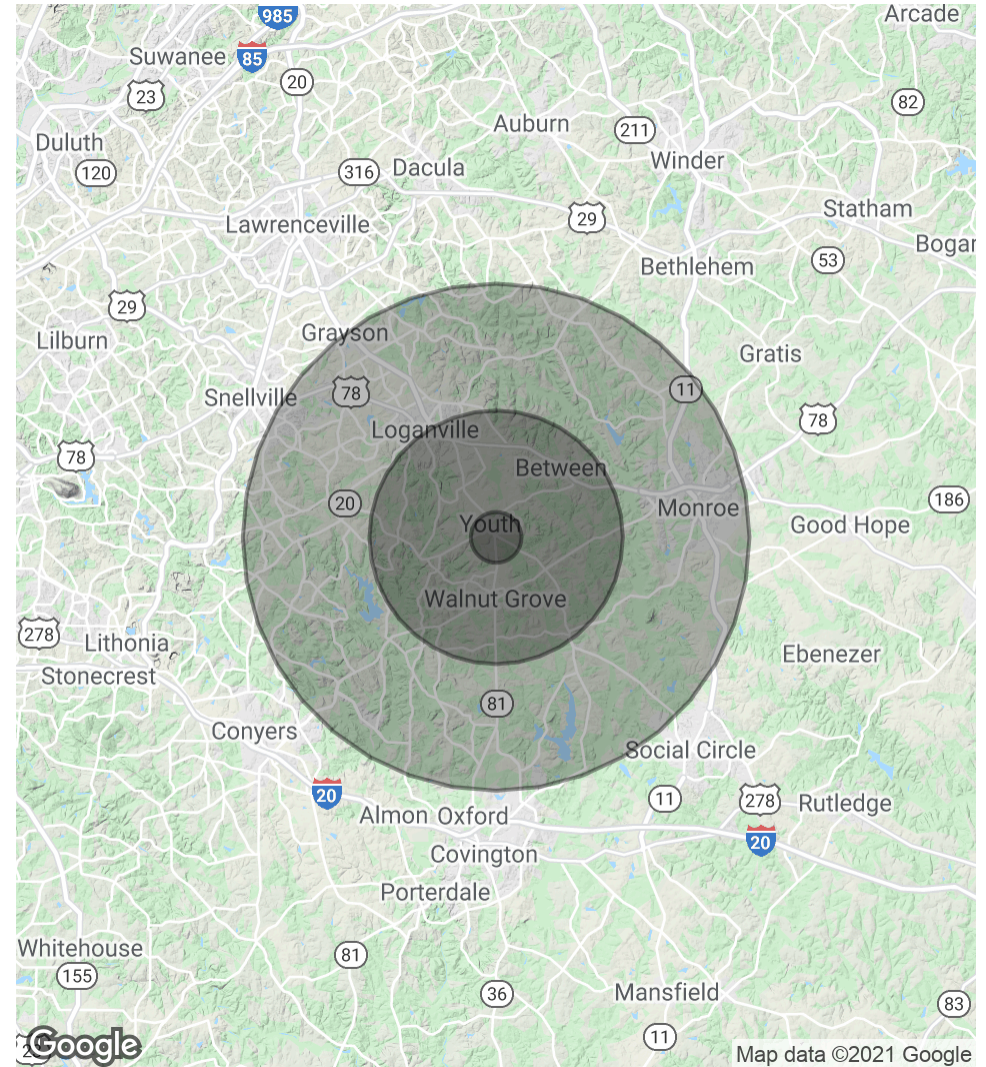 985
Arcade
Suwanee
85
20
23
82
Auburn
211
Duluth
Winder
120
316
Dacula
Statham
29
Lawrenceville
Bogar
53
Bethlehem
29
Grayson
Lilburn
Gratis
Snellville
78
11
78
Loganville
78
Between
20
186
Monroe
Youth
Good Hope
Walnut Grove
278
Lithonia
Ebenezer
Stonecrest
81
Conyers
Social Circle
20
11
278
Rutledge
Almon
Oxford
20
Covington
Porterdale
Whitehouse
81
155
36
Mansfield
83
11
Google
Map data ©2021 Google